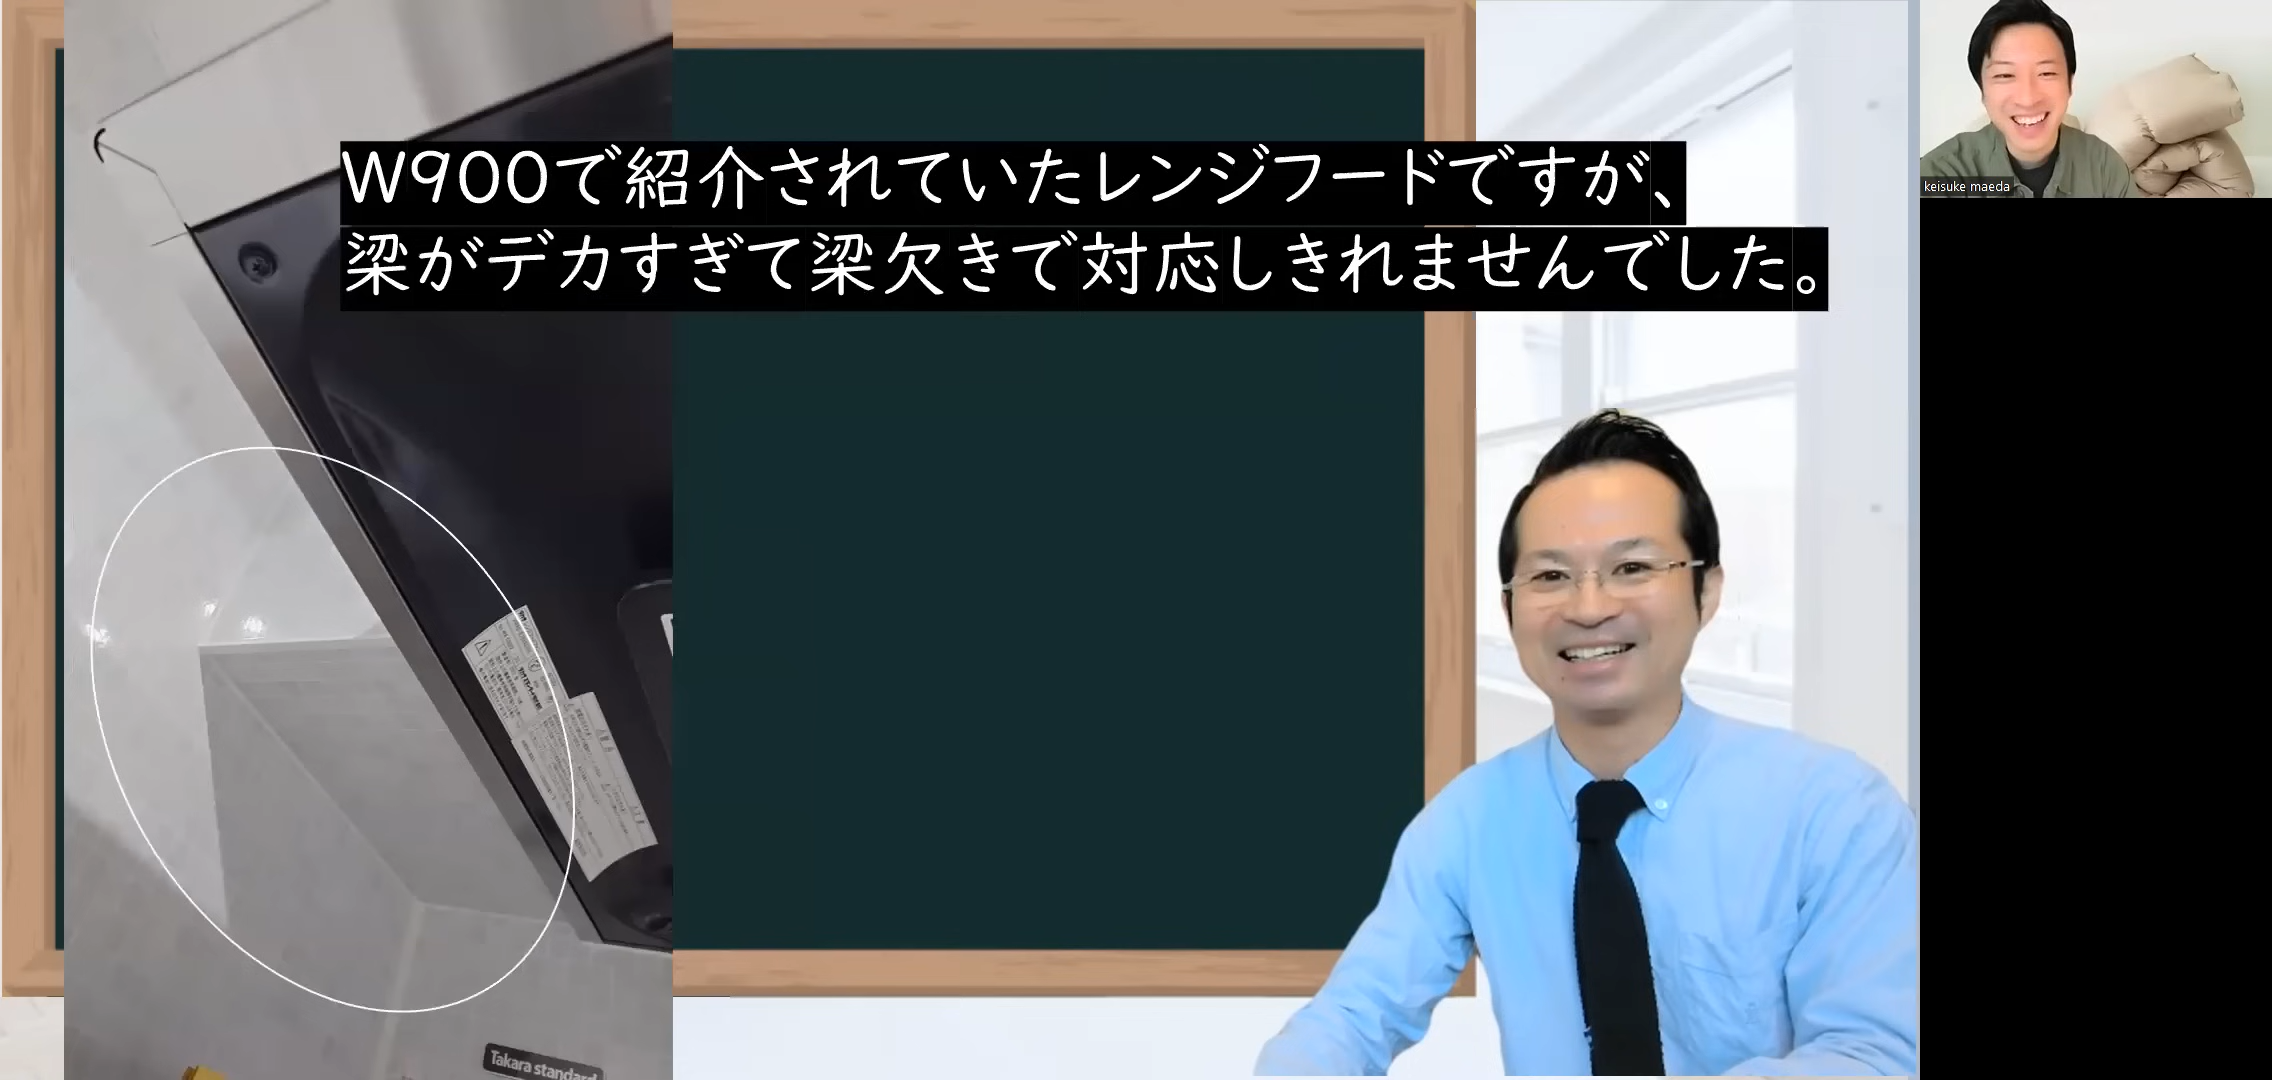 W900で紹介されていたレンジフードですが、
梁がデカすぎて梁欠きで対応しきれませんでした。
keisuke maeda
Takara standard